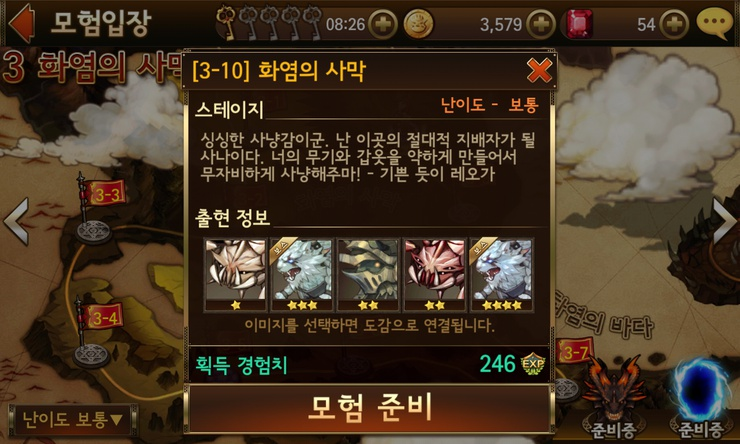 모험입장
08:26
3,579
54
3 화염의 사막
[3-10] 화염의 사막
스테이지
난이도 - 보통
싱싱한 사냥감이군. 난 이곳의 절대적 지배자가 될
사나이다. 너의 무기와 갑옷을 약하게 만들어서
무자비하게 사냥해주마! - 기쁜 듯이 레오가
3-3
출현 정보
보스
보스
이미지를 선택하면 도감으로 연결됩니다.
3-4
화염의 바다
획득 경험치
246
EXP
3-7
모험 준비
난이도 보통▼
준비중
준비중